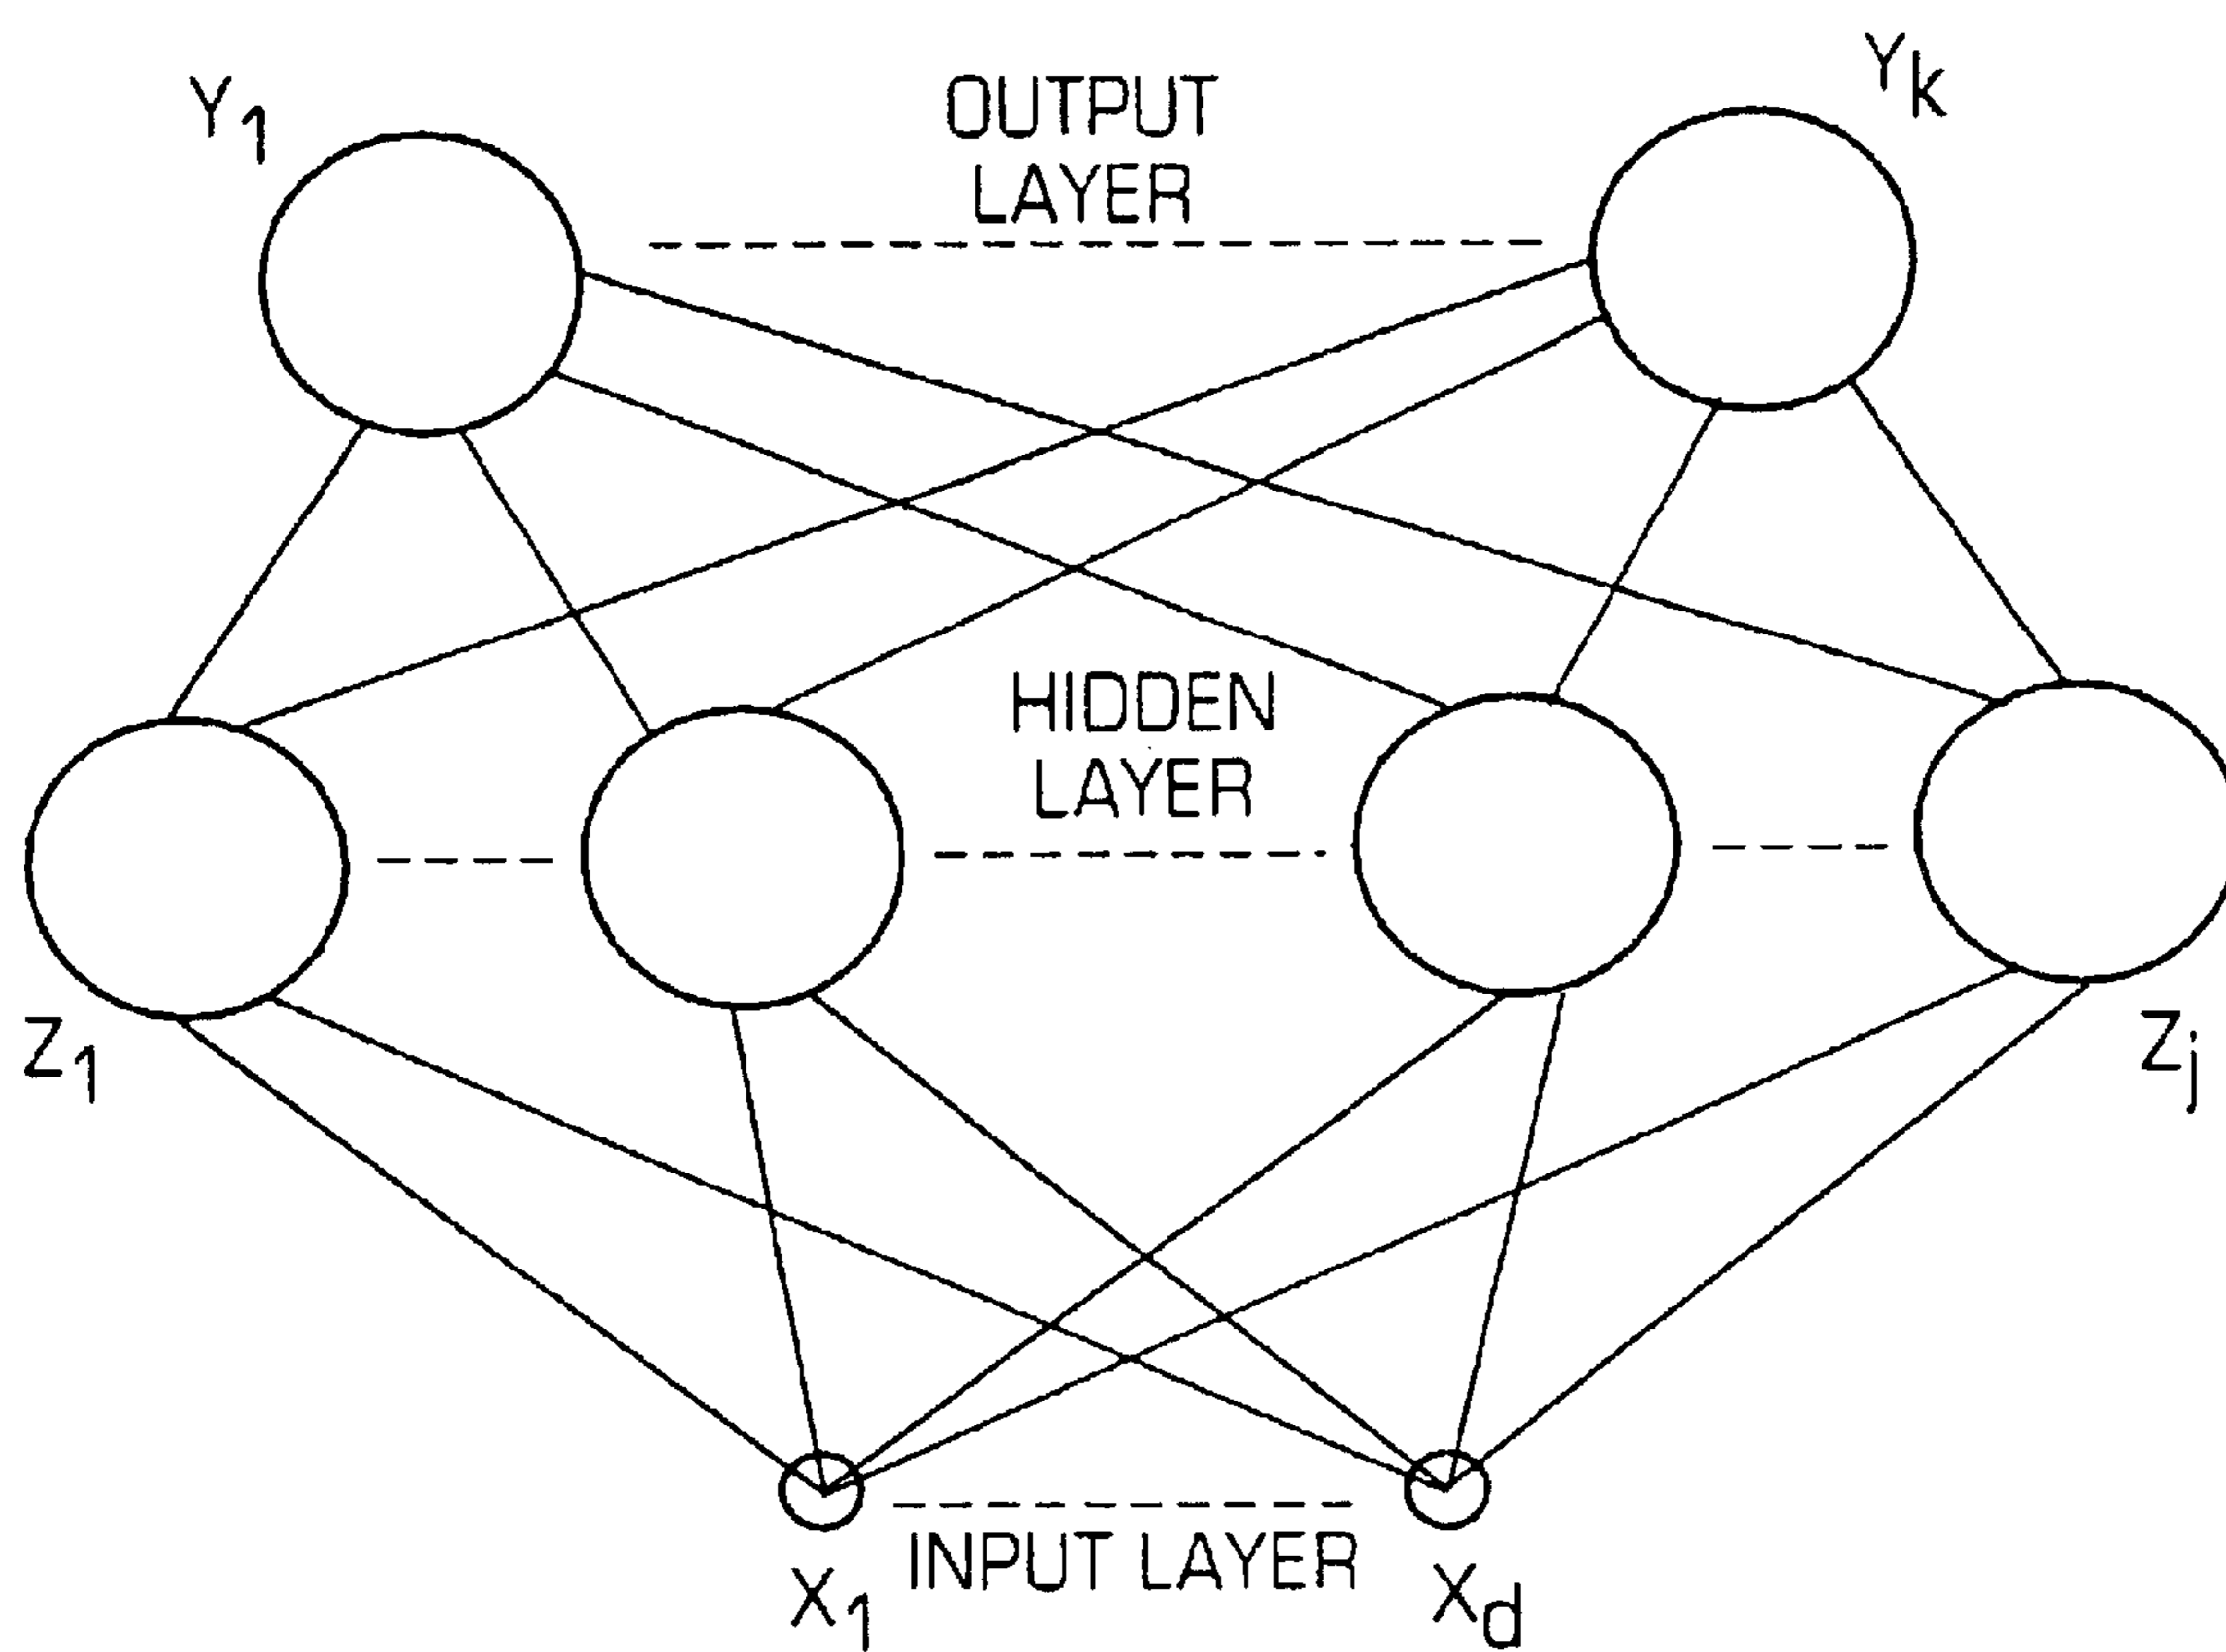 Y1
OUTPUT
LAYER
Yk
HIDDEN
LAYER
Z1
Zj
INPUT LAYER
X1
Xd